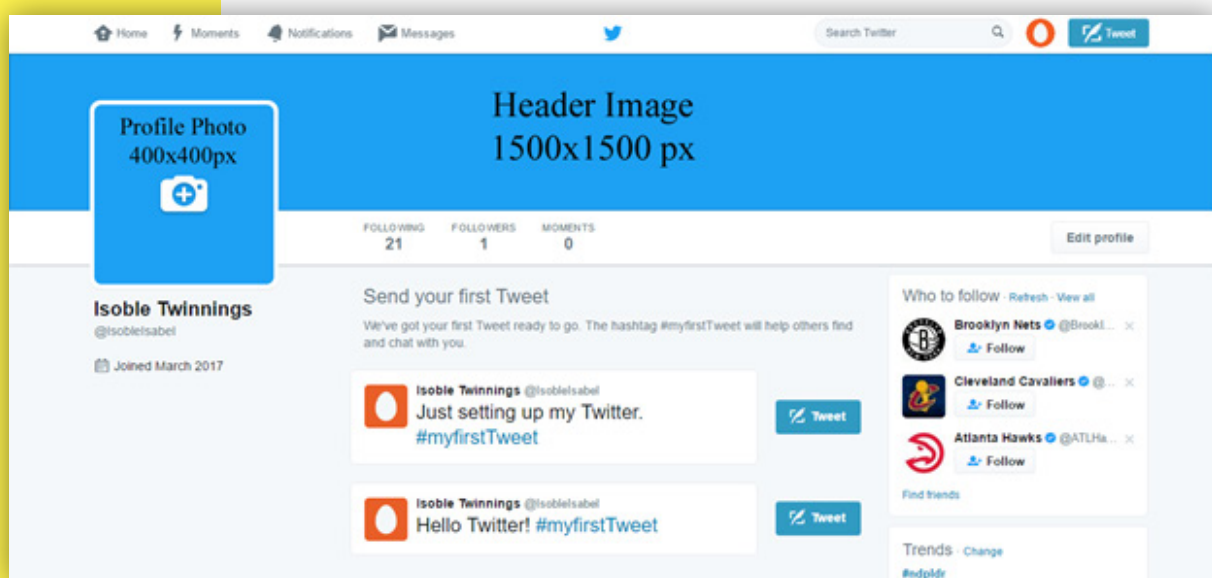 Home Moments Notifications Messages
Search Twitter
Tweet
Header Image
1500x1500 px
Profile Photo
400x400px
FOLLOWING FOLLOWERS MOMENTS
21 1 0
Edit profile
Isoble Twinnings
@IsobleIsabel
Joined March 2017
Send your first Tweet
We've got your first Tweet ready to go. The hashtag #myfirstTweet will help others find
and chat with you.
Isoble Twinnings @IsobleIsabel
Just setting up my Twitter.
#myfirstTweet
Tweet
Isoble Twinnings @IsobleIsabel
Hello Twitter! #myfirstTweet
Tweet
Who to follow · Refresh · View all
Brooklyn Nets @Brookl...
Follow
Cleveland Cavaliers @...
Follow
Atlanta Hawks @ATLHa...
Follow
Find friends
Trends · Change
#ndpldr